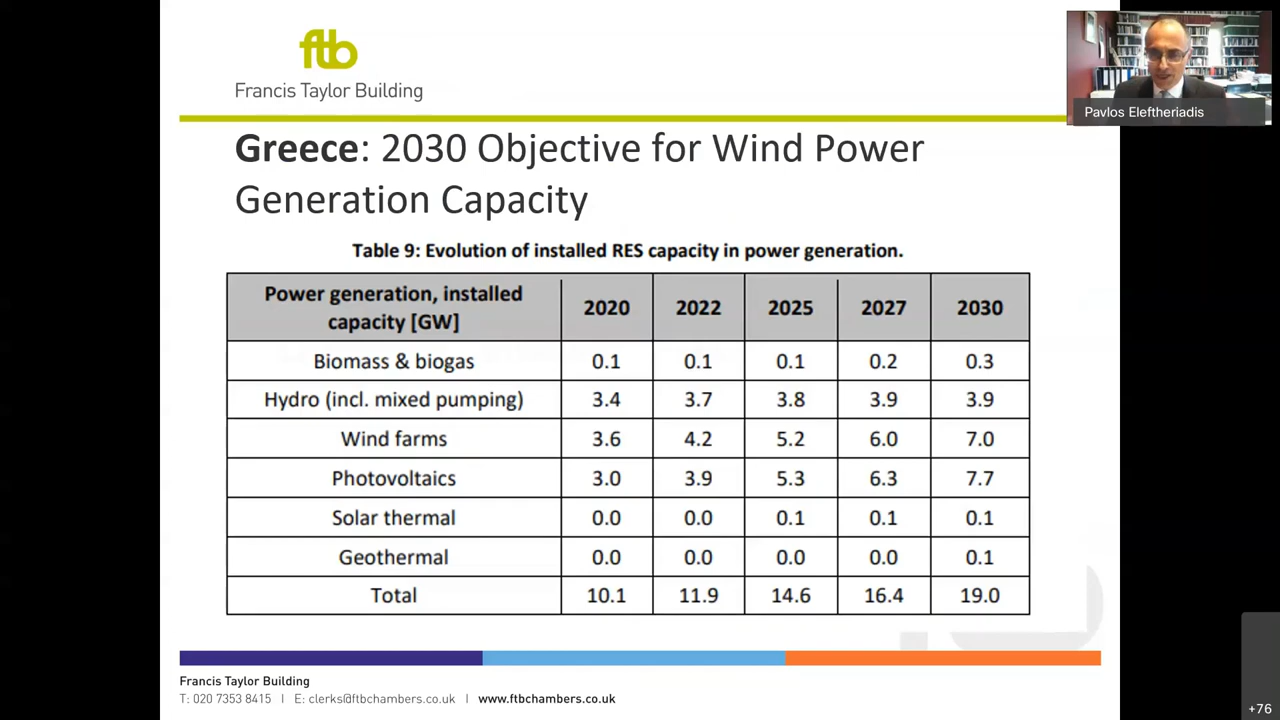 ftb
Francis Taylor Building
Pavlos Eleftheriadis
Greece: 2030 Objective for Wind Power
Generation Capacity
Table 9: Evolution of installed RES capacity in power generation.
Power generation, installed
capacity [GW] 2020 2022 2025 2027 2030
Biomass & biogas 0.1 0.1 0.1 0.2 0.3
Hydro (incl. mixed pumping) 3.4 3.7 3.8 3.9 3.9
Wind farms 3.6 4.2 5.2 6.0 7.0
Photovoltaics 3.0 3.9 5.3 6.3 7.7
Solar thermal 0.0 0.0 0.1 0.1 0.1
Geothermal 0.0 0.0 0.0 0.0 0.1
Total 10.1 11.9 14.6 16.4 19.0
Francis Taylor Building
T: 020 7353 8415 | E: clerks@ftbchambers.co.uk | www.ftbchambers.co.uk
+76